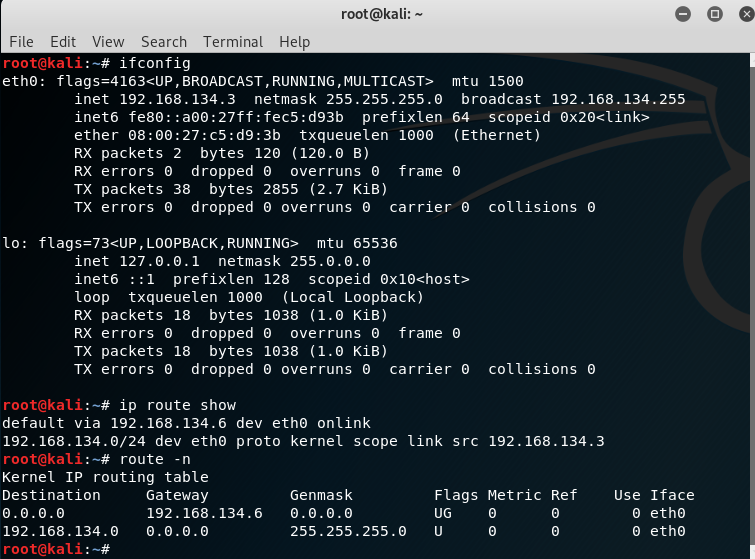 root@kali: ~
File Edit View Search Terminal Help
root@kali:~# ifconfig
eth0: flags=4163<UP,BROADCAST,RUNNING,MULTICAST>  mtu 1500
        inet 192.168.134.3  netmask 255.255.255.0  broadcast 192.168.134.255
        inet6 fe80::a00:27ff:fec5:d93b  prefixlen 64  scopeid 0x20<link>
        ether 08:00:27:c5:d9:3b  txqueuelen 1000  (Ethernet)
        RX packets 2  bytes 120 (120.0 B)
        RX errors 0  dropped 0  overruns 0  frame 0
        TX packets 38  bytes 2855 (2.7 KiB)
        TX errors 0  dropped 0 overruns 0  carrier 0  collisions 0

lo: flags=73<UP,LOOPBACK,RUNNING>  mtu 65536
        inet 127.0.0.1  netmask 255.0.0.0
        inet6 ::1  prefixlen 128  scopeid 0x10<host>
        loop  txqueuelen 1000  (Local Loopback)
        RX packets 18  bytes 1038 (1.0 KiB)
        RX errors 0  dropped 0  overruns 0  frame 0
        TX packets 18  bytes 1038 (1.0 KiB)
        TX errors 0  dropped 0 overruns 0  carrier 0  collisions 0

root@kali:~# ip route show
default via 192.168.134.6 dev eth0 onlink
192.168.134.0/24 dev eth0 proto kernel scope link src 192.168.134.3
root@kali:~# route -n
Kernel IP routing table
Destination     Gateway         Genmask         Flags Metric Ref    Use Iface
0.0.0.0         192.168.134.6   0.0.0.0         UG    0      0        0 eth0
192.168.134.0   0.0.0.0         255.255.255.0   U     0      0        0 eth0
root@kali:~#